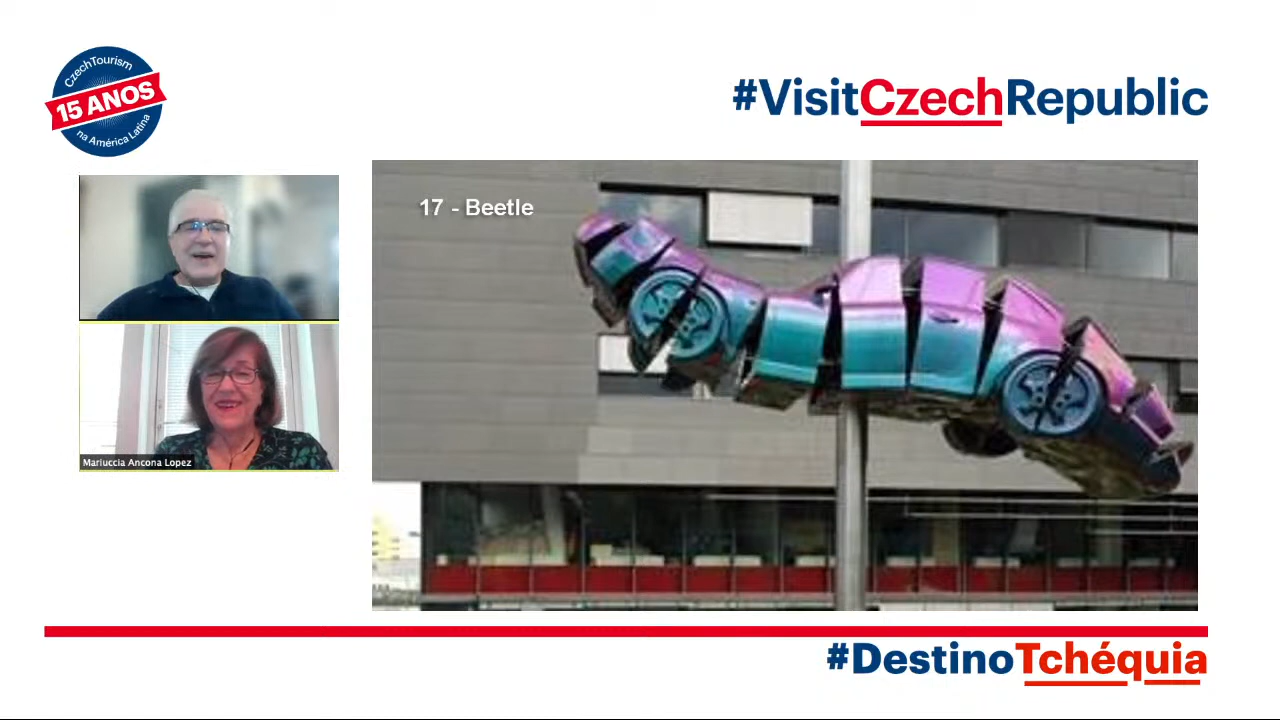 CzechTourism
15 ANOS
na América Latina
#VisitCzechRepublic
17 - Beetle
Mariuccia Ancona Lopez
#DestinoTchéquia